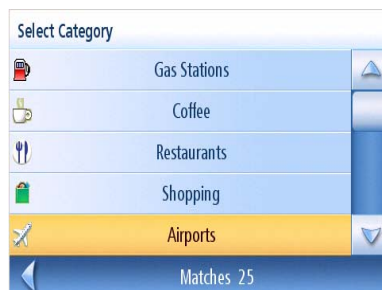 Select Category
Gas Stations
Coffee
Restaurants
Shopping
Airports
Matches 25